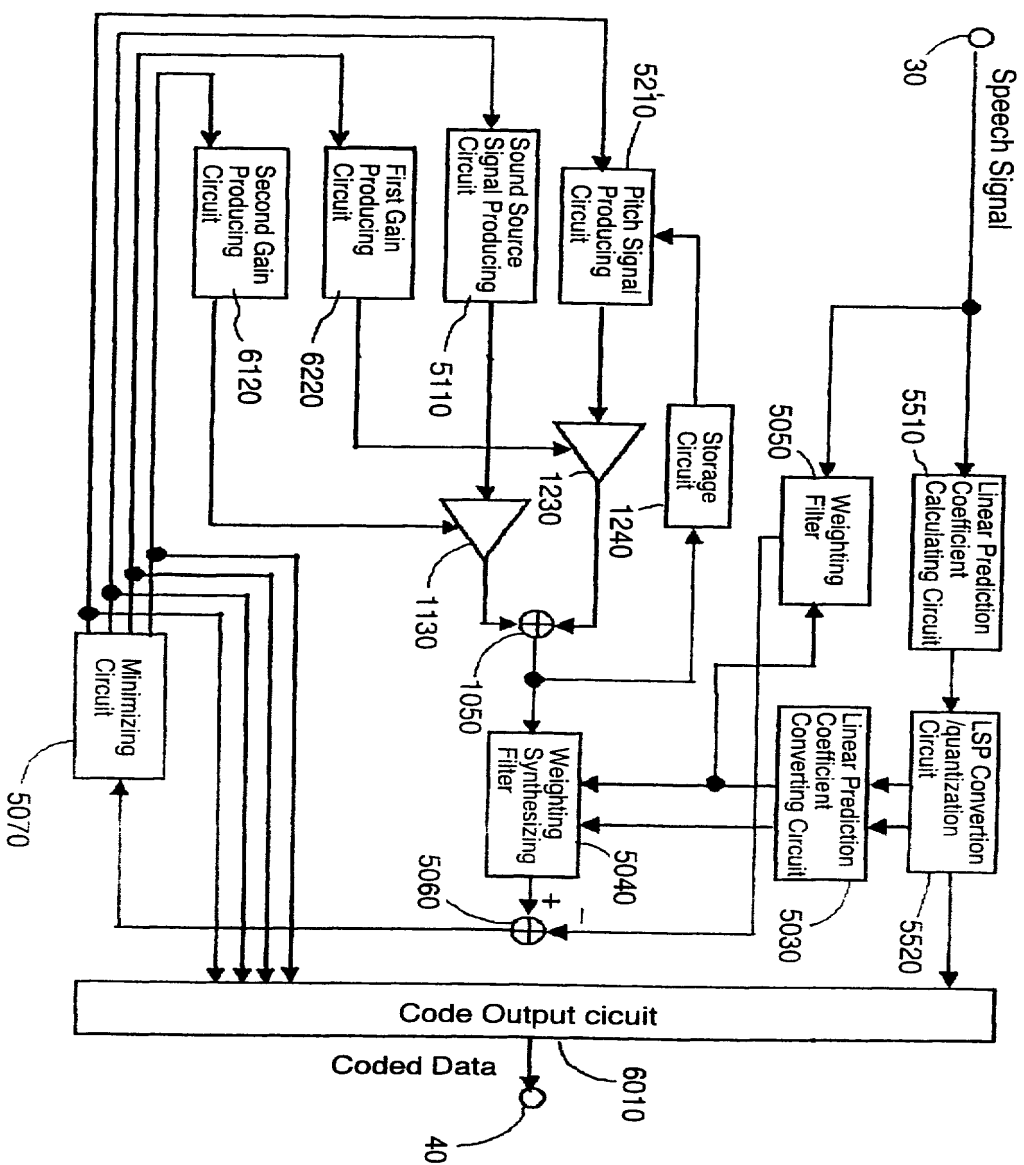 Speech Signal
30
Linear Prediction
Coefficient
Calculating Circuit
5510
LSP Convertion
/quantization
Circuit
5520
Weighting
Filter
5050
Linear Prediction
Coefficient
Converting Circuit
5030
Storage
Circuit
1240
Pitch Signal
Producing
Circuit
5210
1230
Sound Source
Signal Producing
Circuit
5110
1130
1050
Weighting
Synthesizing
Filter
5040
+
−
5060
First Gain
Producing
Circuit
6220
Second Gain
Producing
Circuit
6120
Minimizing
Circuit
5070
Code Output cicuit
6010
Coded Data
40